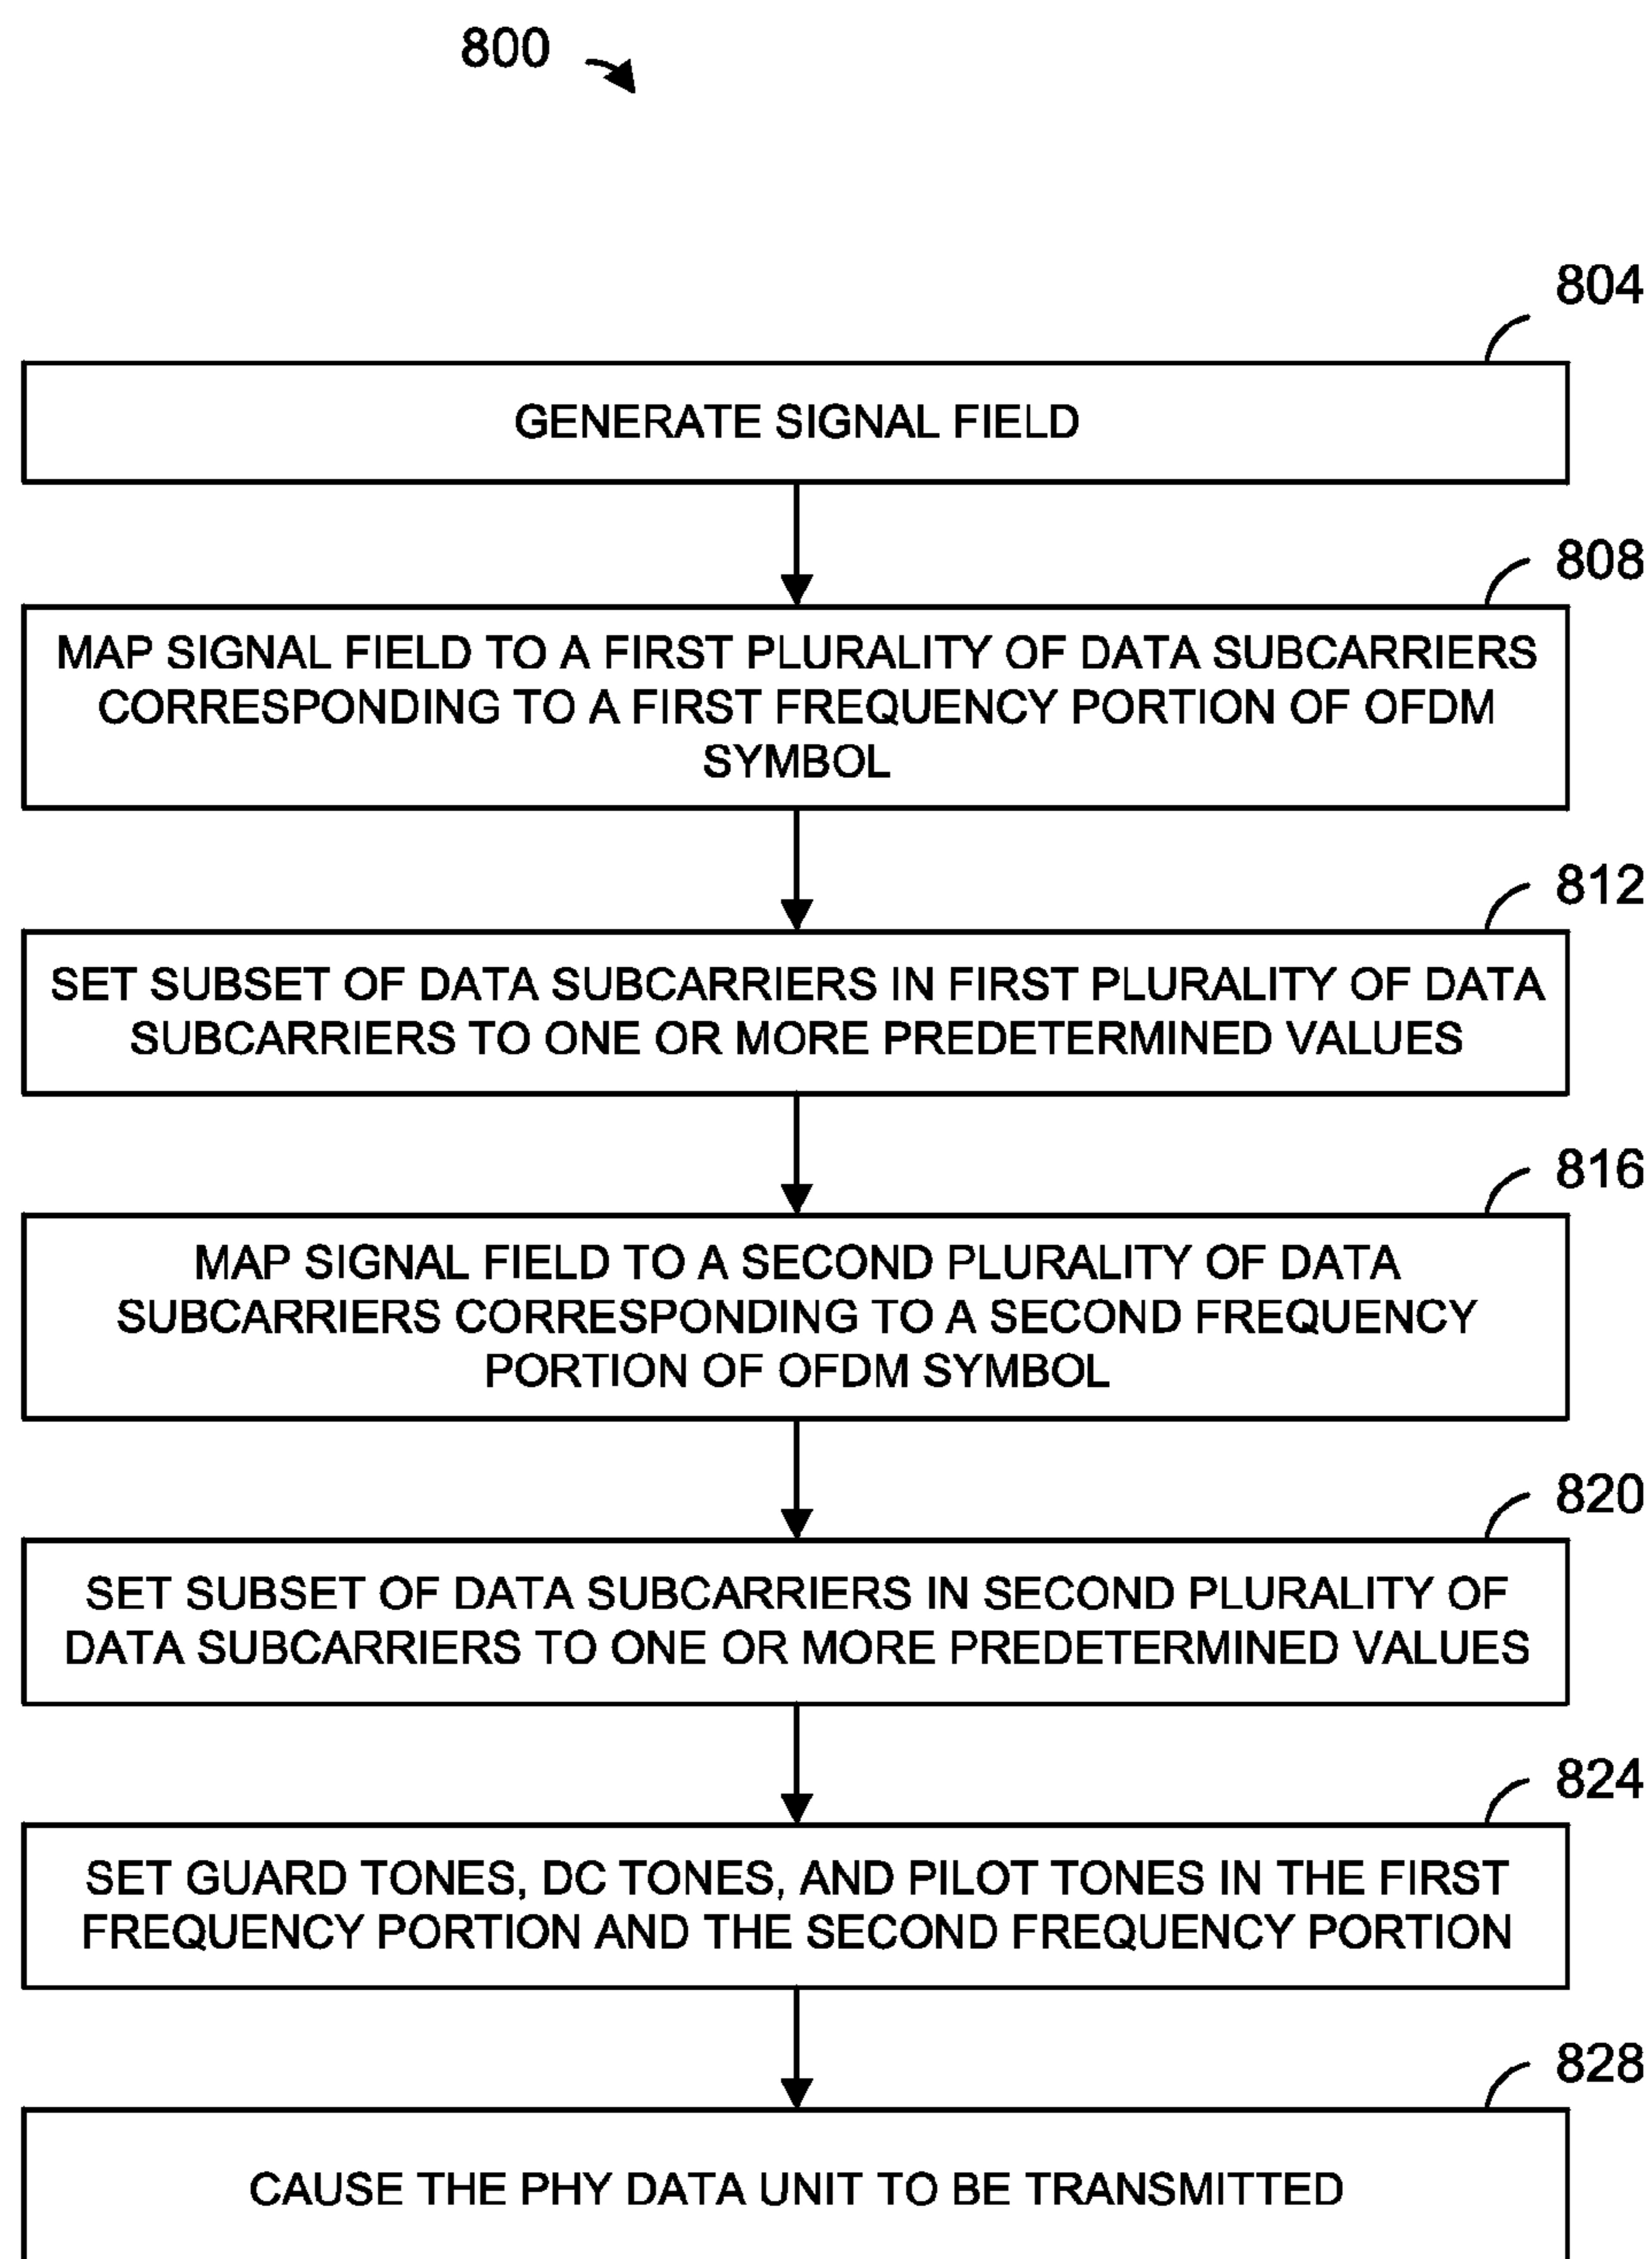 800
804
GENERATE SIGNAL FIELD
808
MAP SIGNAL FIELD TO A FIRST PLURALITY OF DATA SUBCARRIERS
CORRESPONDING TO A FIRST FREQUENCY PORTION OF OFDM
SYMBOL
812
SET SUBSET OF DATA SUBCARRIERS IN FIRST PLURALITY OF DATA
SUBCARRIERS TO ONE OR MORE PREDETERMINED VALUES
816
MAP SIGNAL FIELD TO A SECOND PLURALITY OF DATA
SUBCARRIERS CORRESPONDING TO A SECOND FREQUENCY
PORTION OF OFDM SYMBOL
820
SET SUBSET OF DATA SUBCARRIERS IN SECOND PLURALITY OF
DATA SUBCARRIERS TO ONE OR MORE PREDETERMINED VALUES
824
SET GUARD TONES, DC TONES, AND PILOT TONES IN THE FIRST
FREQUENCY PORTION AND THE SECOND FREQUENCY PORTION
828
CAUSE THE PHY DATA UNIT TO BE TRANSMITTED